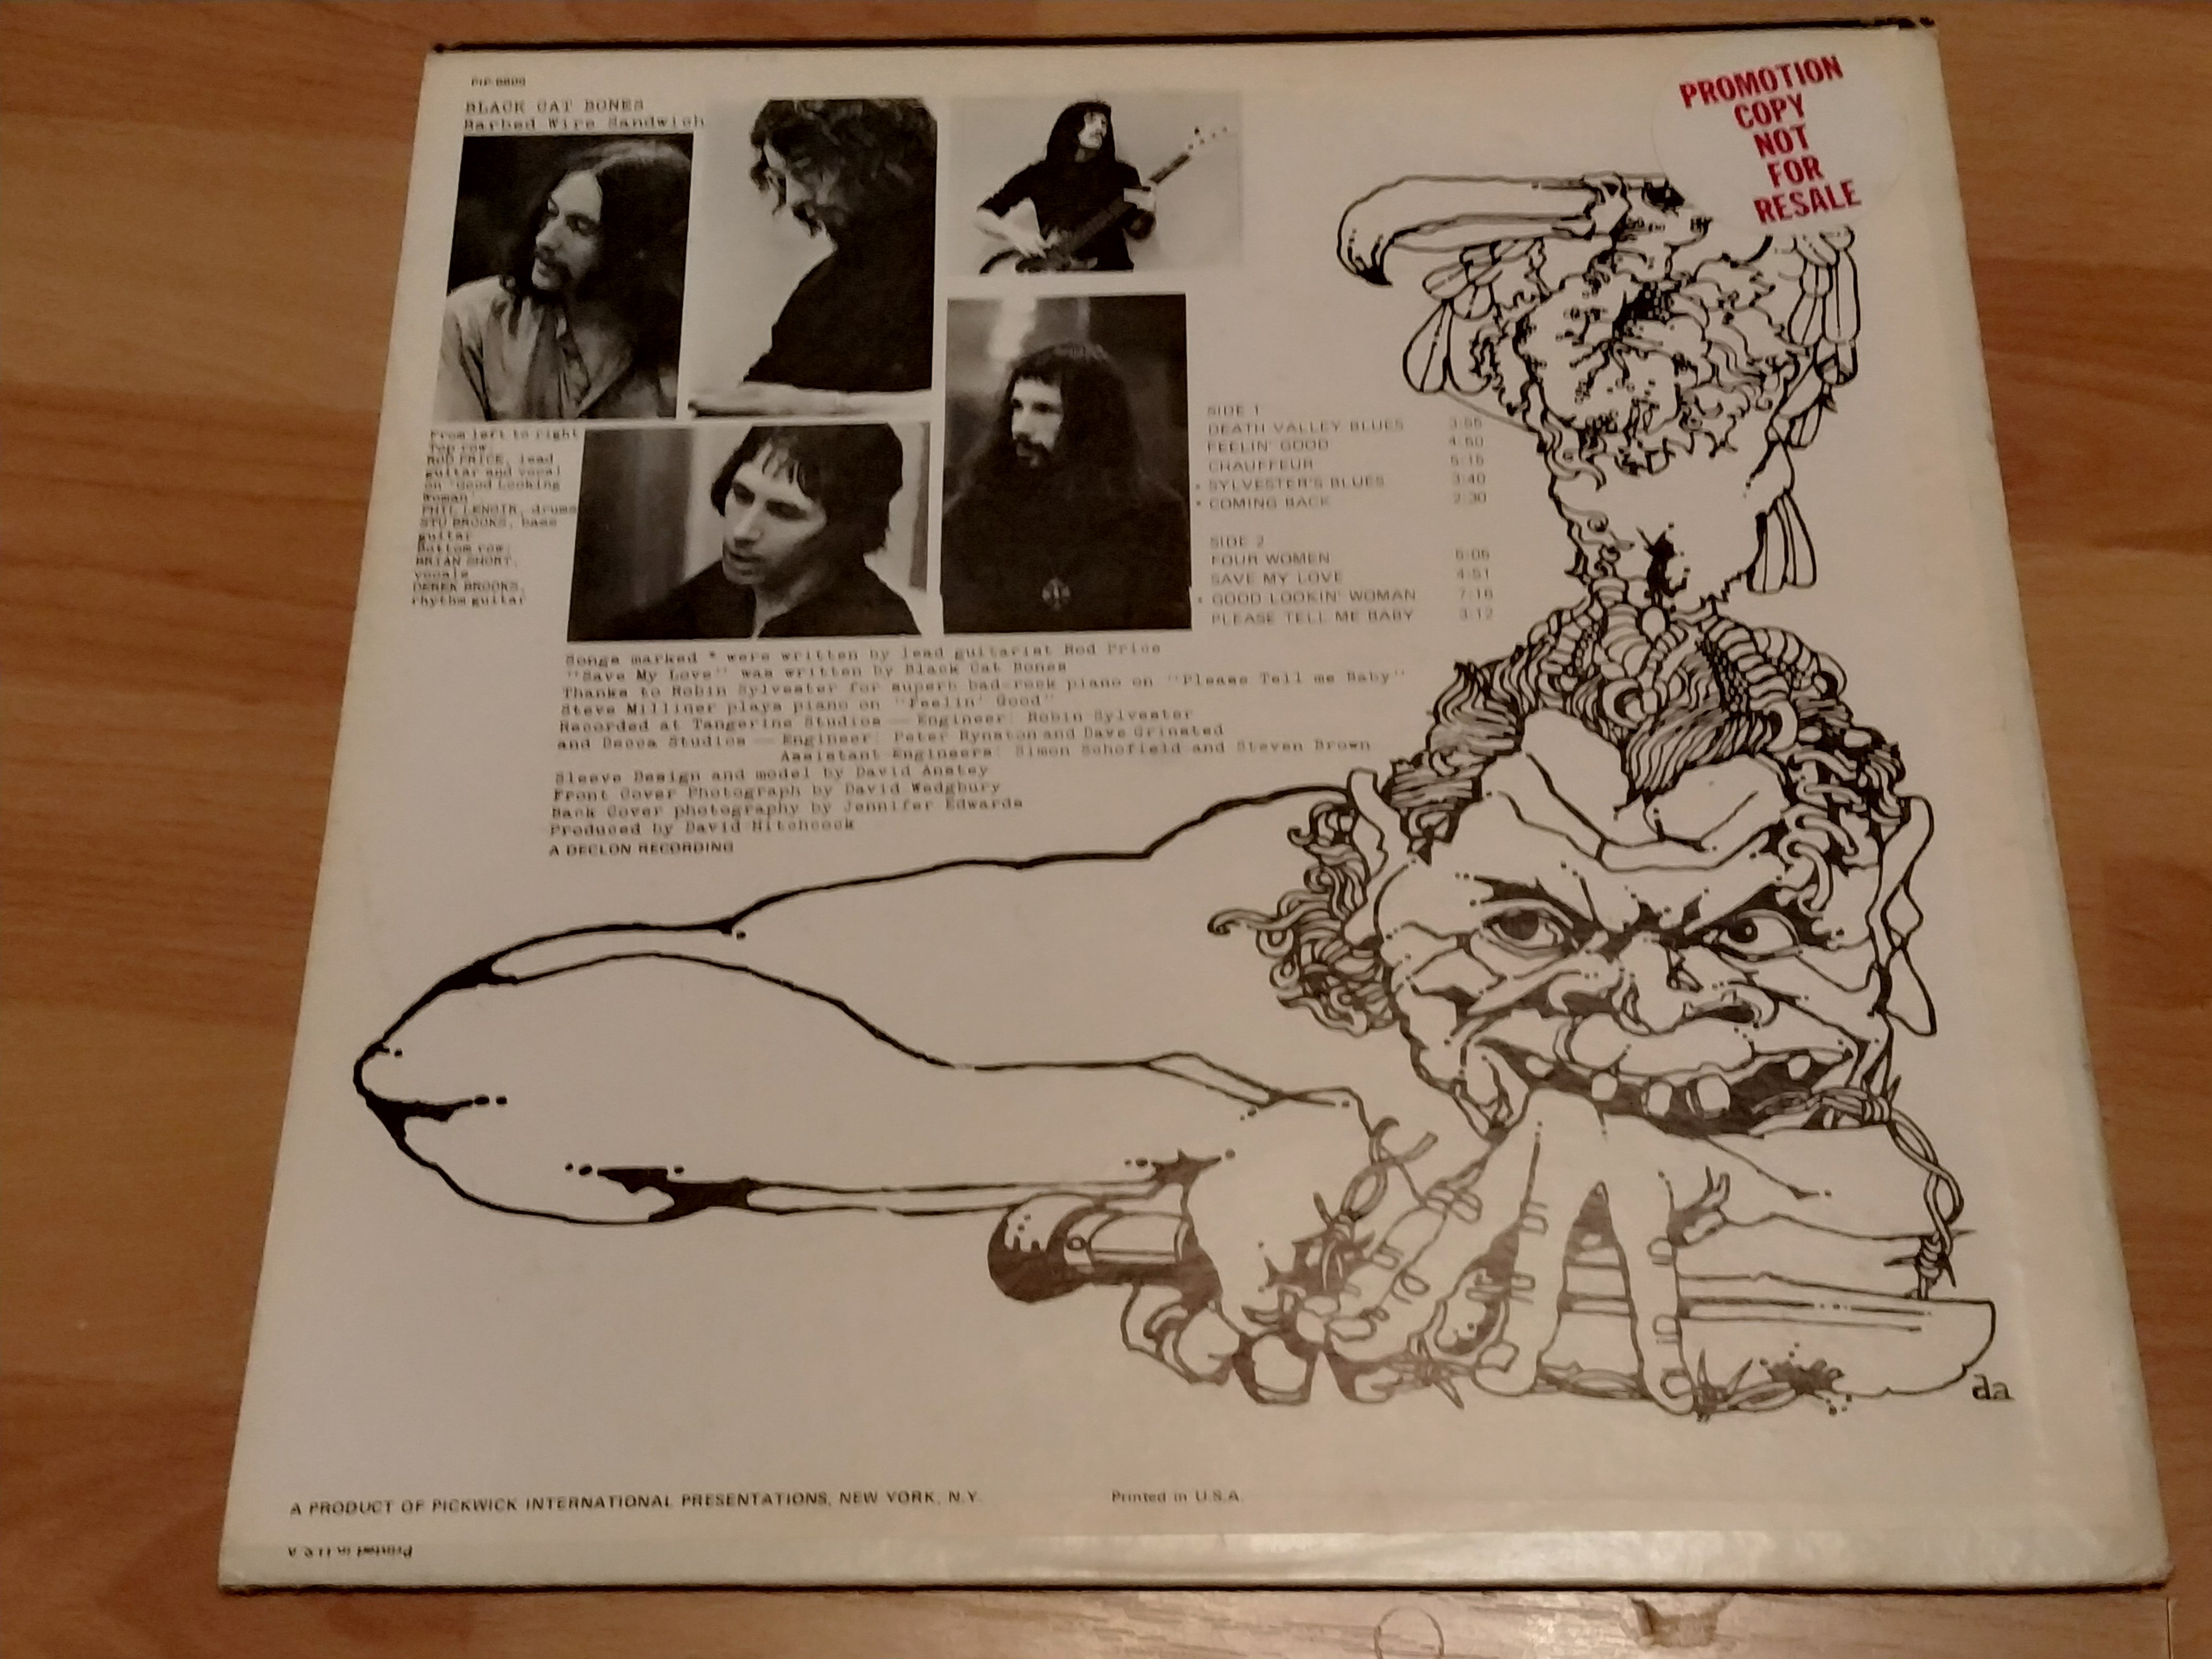 BLACK CAT BONES
Barbed Wire Sandwich
PROMOTION
COPY
NOT
FOR
RESALE
From left to right
Top row:
ROD PRICE, lead
guitar and vocal
on "Good Looking
Woman".
PHIL LENOIR, drums
STU BROOKS, bass
guitar
Bottom row:
BRIAN SHORT,
vocals
DEREK BROOKS,
rhythm guitar
SIDE 1
DEATH VALLEY BLUES 3:55
FEELIN' GOOD 4:50
CHAUFFEUR 5:15
* SYLVESTER'S BLUES 3:40
* COMING BACK 2:30
SIDE 2
FOUR WOMEN 5:05
SAVE MY LOVE 4:51
* GOOD LOOKIN' WOMAN 7:16
PLEASE TELL ME BABY 3:12
Songs marked * were written by lead guitarist Rod Price
"Save My Love" was written by Black Cat Bones
Thanks to Robin Sylvester for superb bad-rock piano on "Please Tell me Baby"
Steve Milliner plays piano on "Feelin' Good"
Recorded at Tangerine Studios — Engineer: Robin Sylvester
and Decca Studios — Engineer: Peter Rynston and Dave Grinsted
Assistant Engineers: Simon Schofield and Steven Brown
Sleeve Design and model by David Anstey
Front Cover Photograph by David Wedgbury
Back Cover photography by Jennifer Edwards
Produced by David Hitchcock
A DECLON RECORDING
da
A PRODUCT OF PICKWICK INTERNATIONAL PRESENTATIONS, NEW YORK, N.Y.
Printed in U.S.A.
Printed in U.S.A.